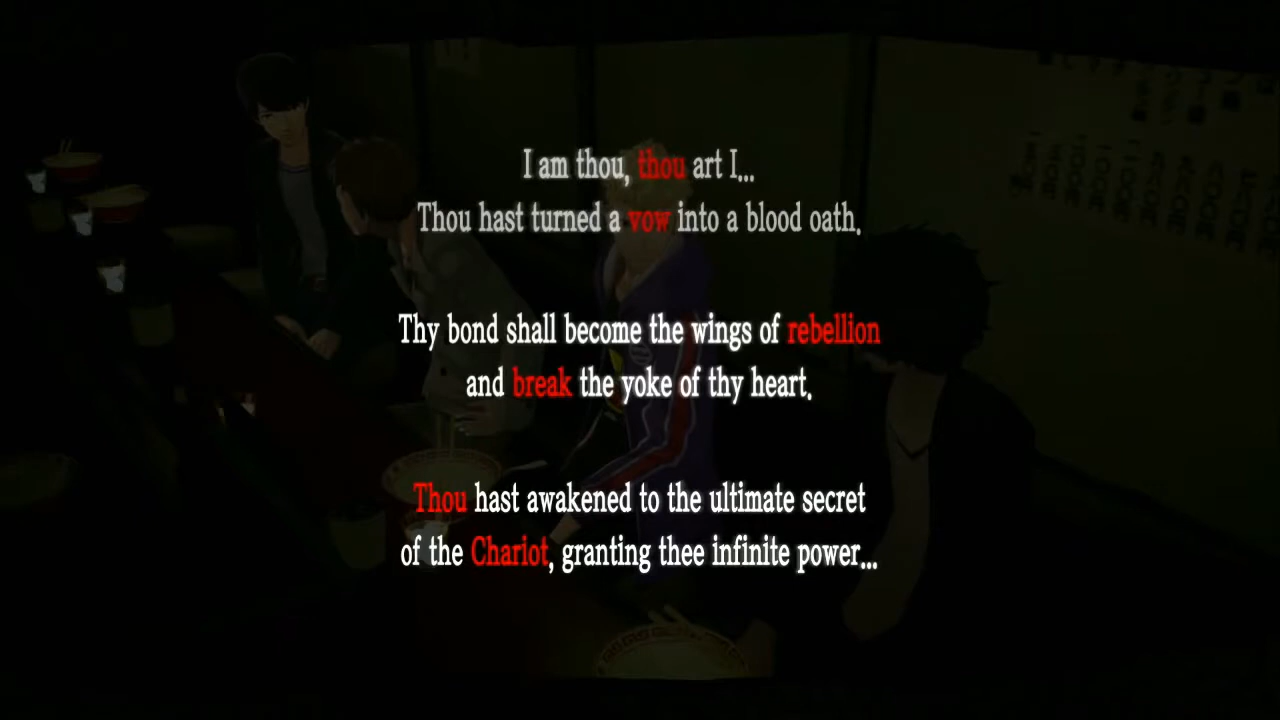 I am thou, thou art I...
Thou hast turned a vow into a blood oath.
Thy bond shall become the wings of rebellion
and break the yoke of thy heart.
Thou hast awakened to the ultimate secret
of the Chariot, granting thee infinite power...